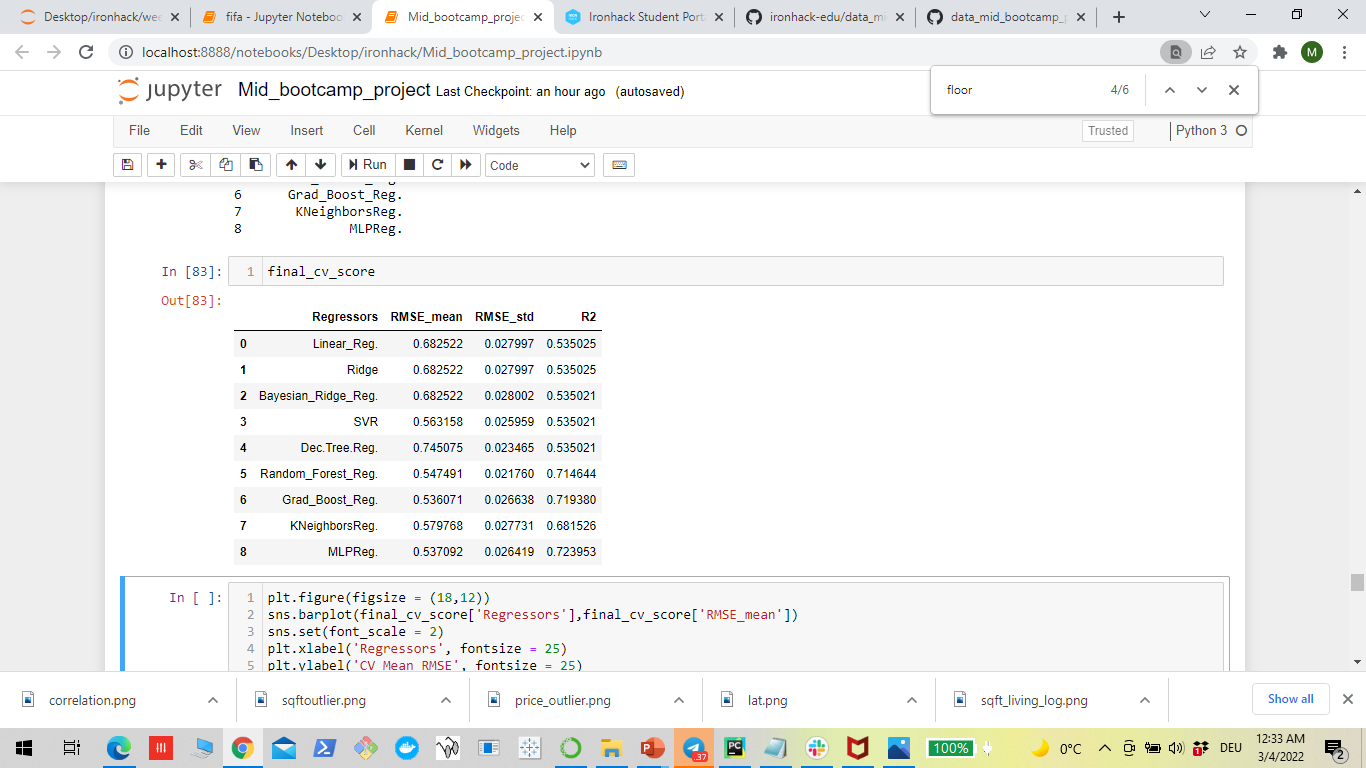 Desktop/ironhack/wee
fifa - Jupyter Noteboo
Mid_bootcamp_projec
Ironhack Student Port
ironhack-edu/data_mi
data_mid_bootcamp_p
localhost:8888/notebooks/Desktop/ironhack/Mid_bootcamp_project.ipynb
M
floor 4/6
jupyter Mid_bootcamp_project Last Checkpoint: an hour ago (autosaved)
File Edit View Insert Cell Kernel Widgets Help Trusted Python 3
Run Code
6 Grad_Boost_Reg.
7 KNeighborsReg.
8 MLPReg.
In [83]: 1 final_cv_score
Out[83]:
Regressors RMSE_mean RMSE_std R2
0 Linear_Reg. 0.682522 0.027997 0.535025
1 Ridge 0.682522 0.027997 0.535025
2 Bayesian_Ridge_Reg. 0.682522 0.028002 0.535021
3 SVR 0.563158 0.025959 0.535021
4 Dec.Tree.Reg. 0.745075 0.023465 0.535021
5 Random_Forest_Reg. 0.547491 0.021760 0.714644
6 Grad_Boost_Reg. 0.536071 0.026638 0.719380
7 KNeighborsReg. 0.579768 0.027731 0.681526
8 MLPReg. 0.537092 0.026419 0.723953
In [ ]: 1 plt.figure(figsize = (18,12))
2 sns.barplot(final_cv_score['Regressors'],final_cv_score['RMSE_mean'])
3 sns.set(font_scale = 2)
4 plt.xlabel('Regressors', fontsize = 25)
5 plt.ylabel('CV_Mean_RMSE', fontsize = 25)
correlation.png
sqftoutlier.png
price_outlier.png
lat.png
sqft_living_log.png
Show all
37
PC
100%
0°C
1
DEU
12:33 AM
3/4/2022
2